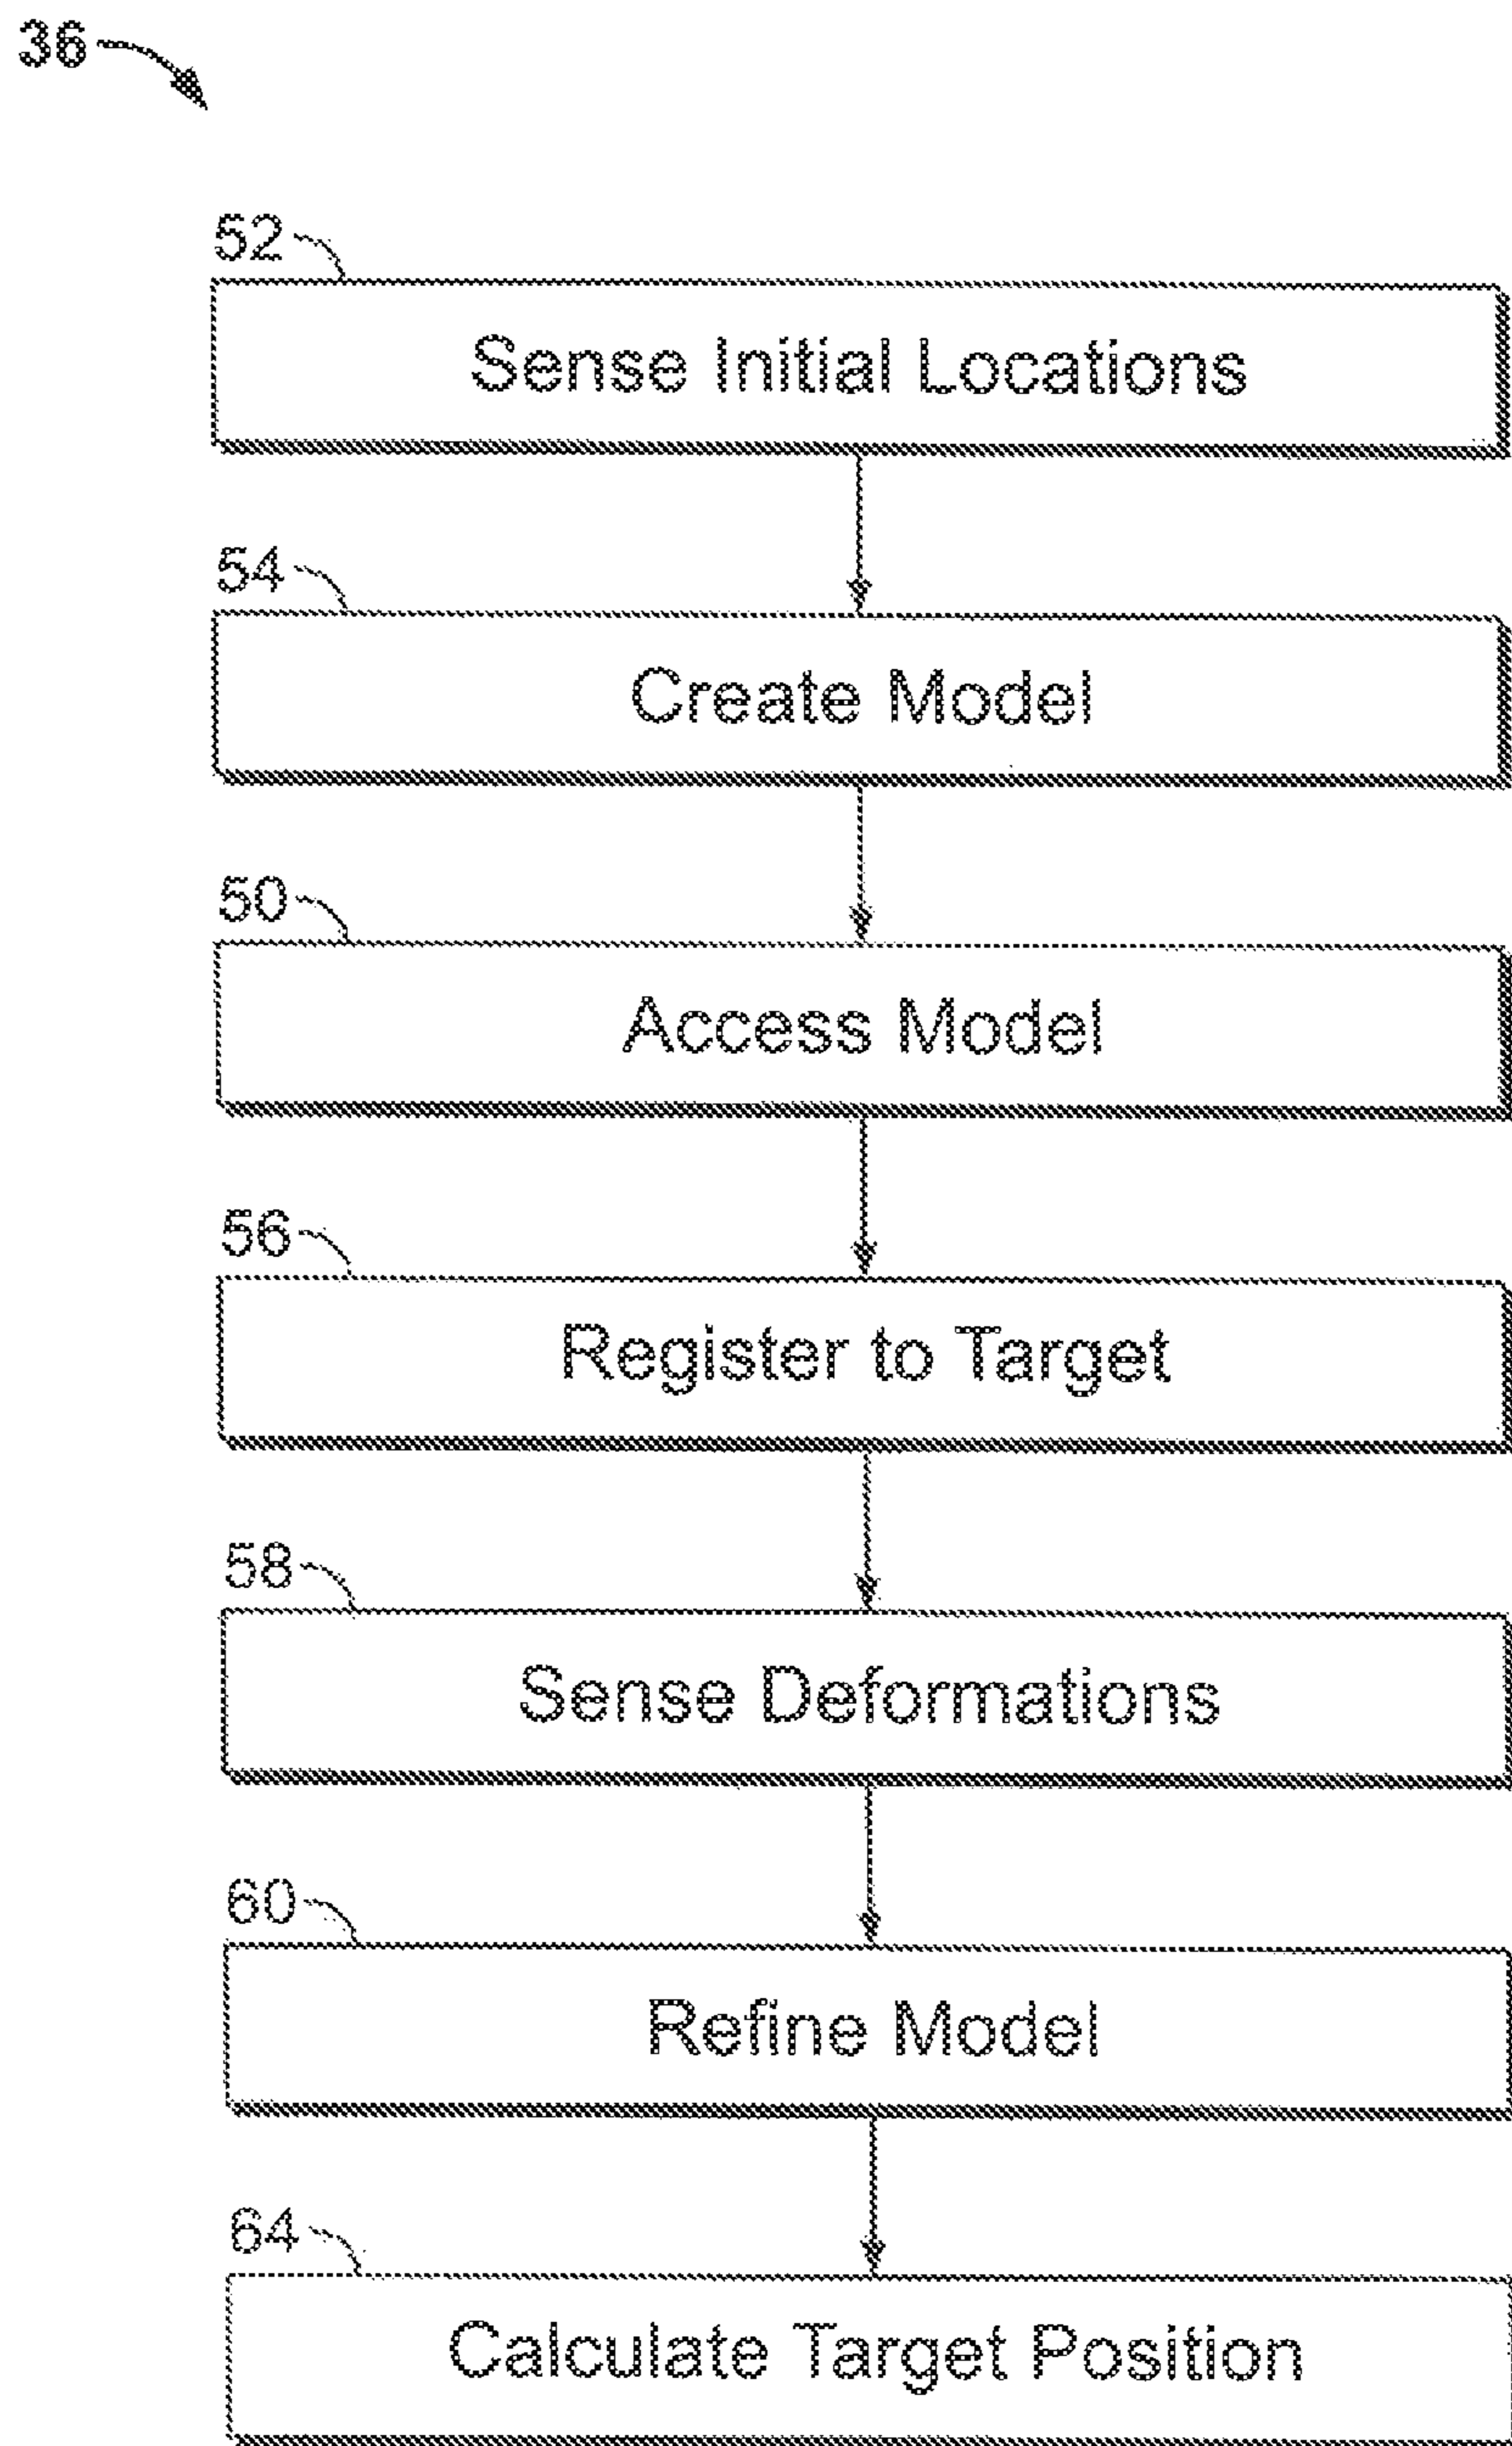 36
52
Sense Initial Locations
54
Create Model
50
Access Model
56
Register to Target
58
Sense Deformations
60
Refine Model
64
Calculate Target Position